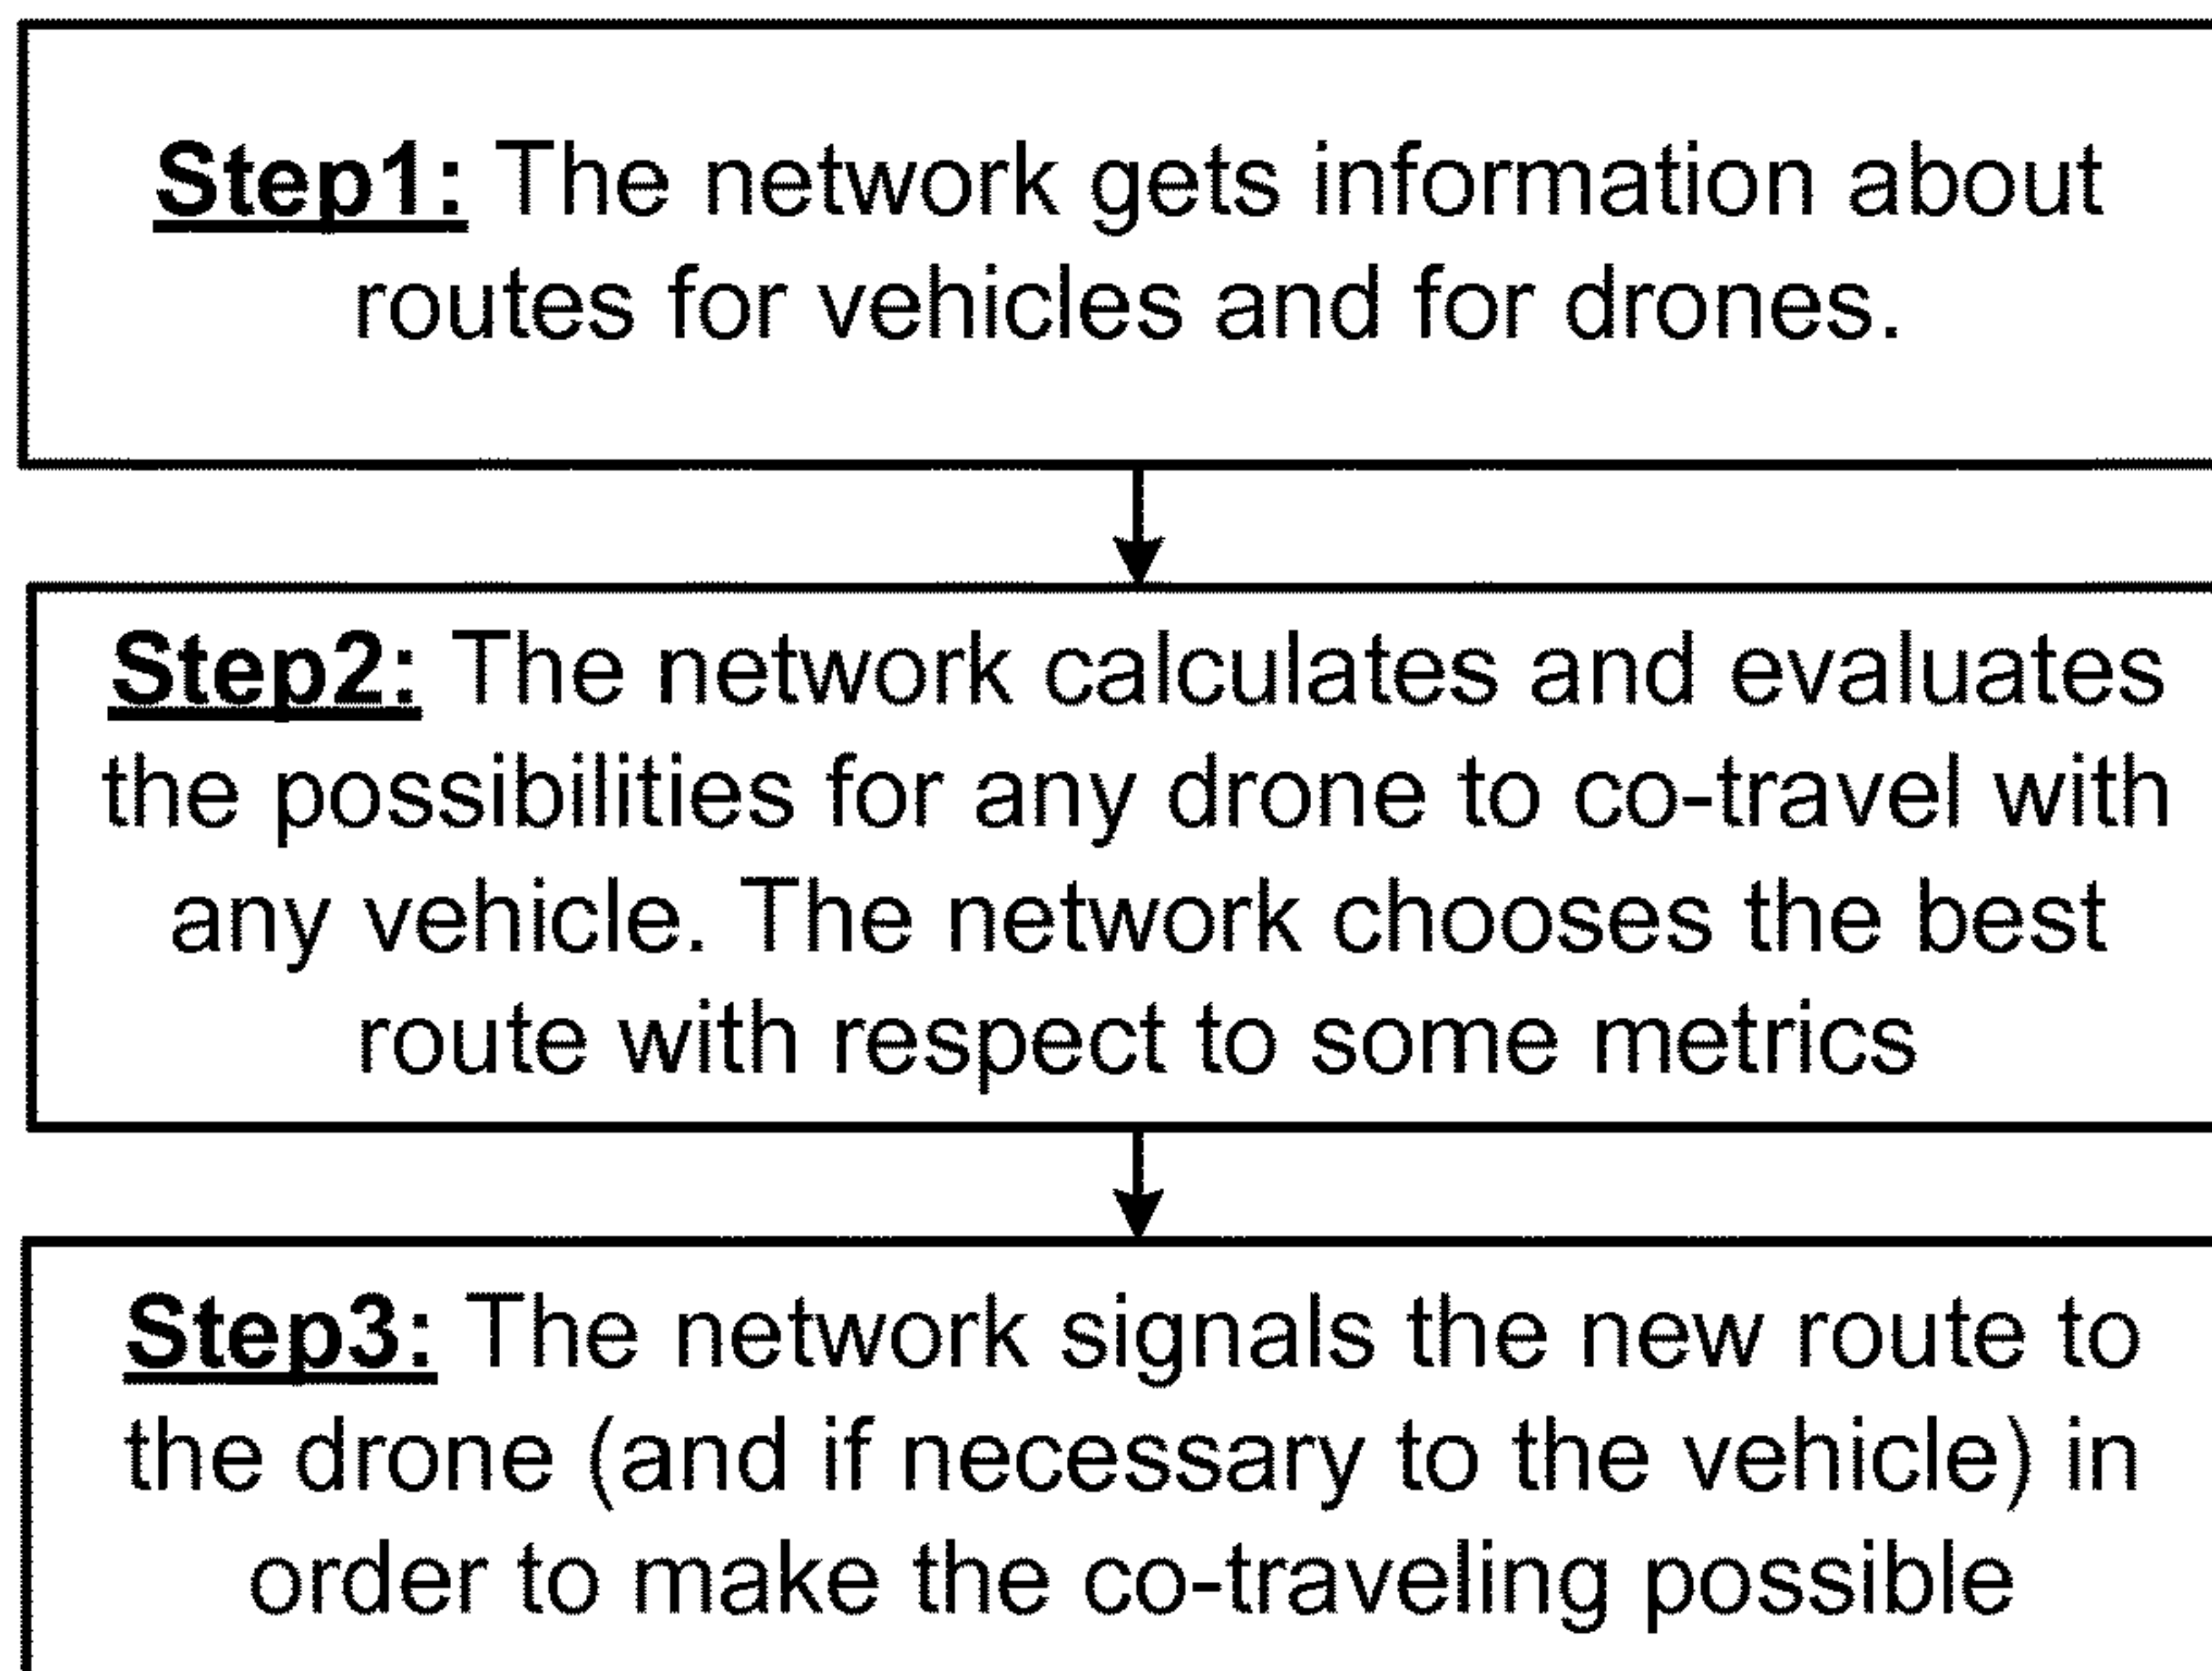 Step1: The network gets information about
routes for vehicles and for drones.
Step2: The network calculates and evaluates
the possibilities for any drone to co-travel with
any vehicle. The network chooses the best
route with respect to some metrics
Step3: The network signals the new route to
the drone (and if necessary to the vehicle) in
order to make the co-traveling possible